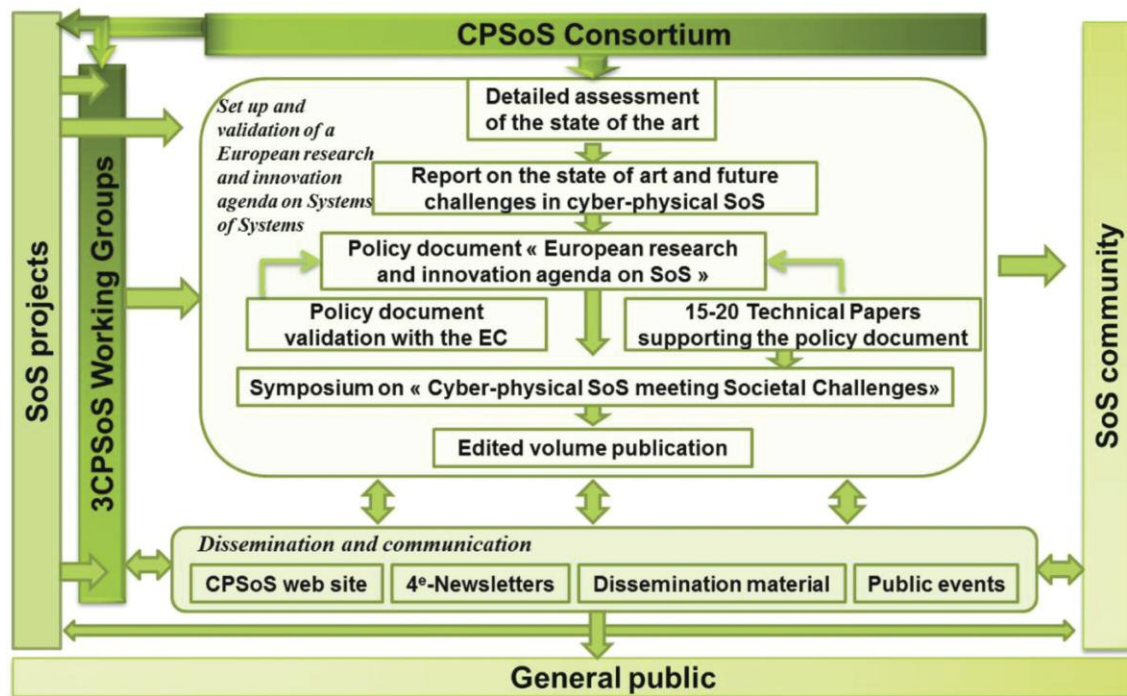 CPSoS Consortium
SoS projects
3CPSoS Working Groups
Set up and
validation of a
European research
and innovation
agenda on Systems
of Systems
Detailed assessment
of the state of the art
Report on the state of art and future
challenges in cyber-physical SoS
Policy document « European research
and innovation agenda on SoS »
Policy document
validation with the EC
15-20 Technical Papers
supporting the policy document
Symposium on « Cyber-physical SoS meeting Societal Challenges»
Edited volume publication
SoS community
Dissemination and communication
CPSoS web site
4e-Newsletters
Dissemination material
Public events
General public